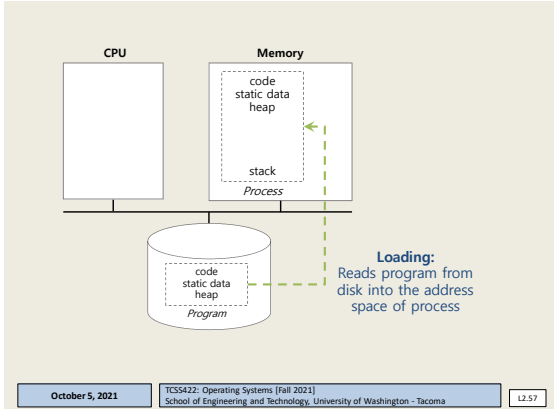 CPU
Memory
code
static data
heap
stack
Process
code
static data
heap
Program
Loading:
Reads program from
disk into the address
space of process
October 5, 2021
TCSS422: Operating Systems [Fall 2021]
School of Engineering and Technology, University of Washington - Tacoma
L2.57